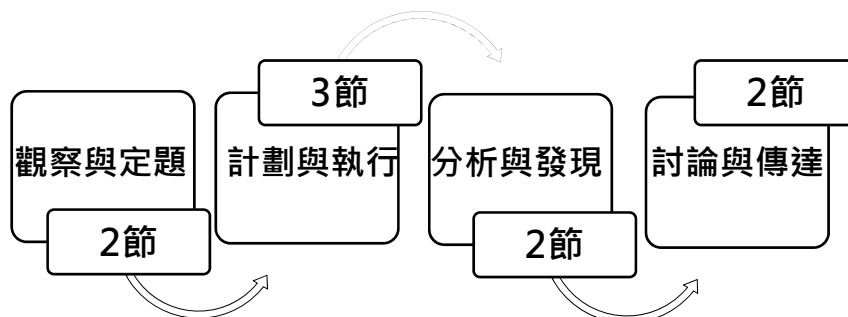 觀察與定題
2節
3節
計劃與執行
分析與發現
2節
2節
討論與傳達